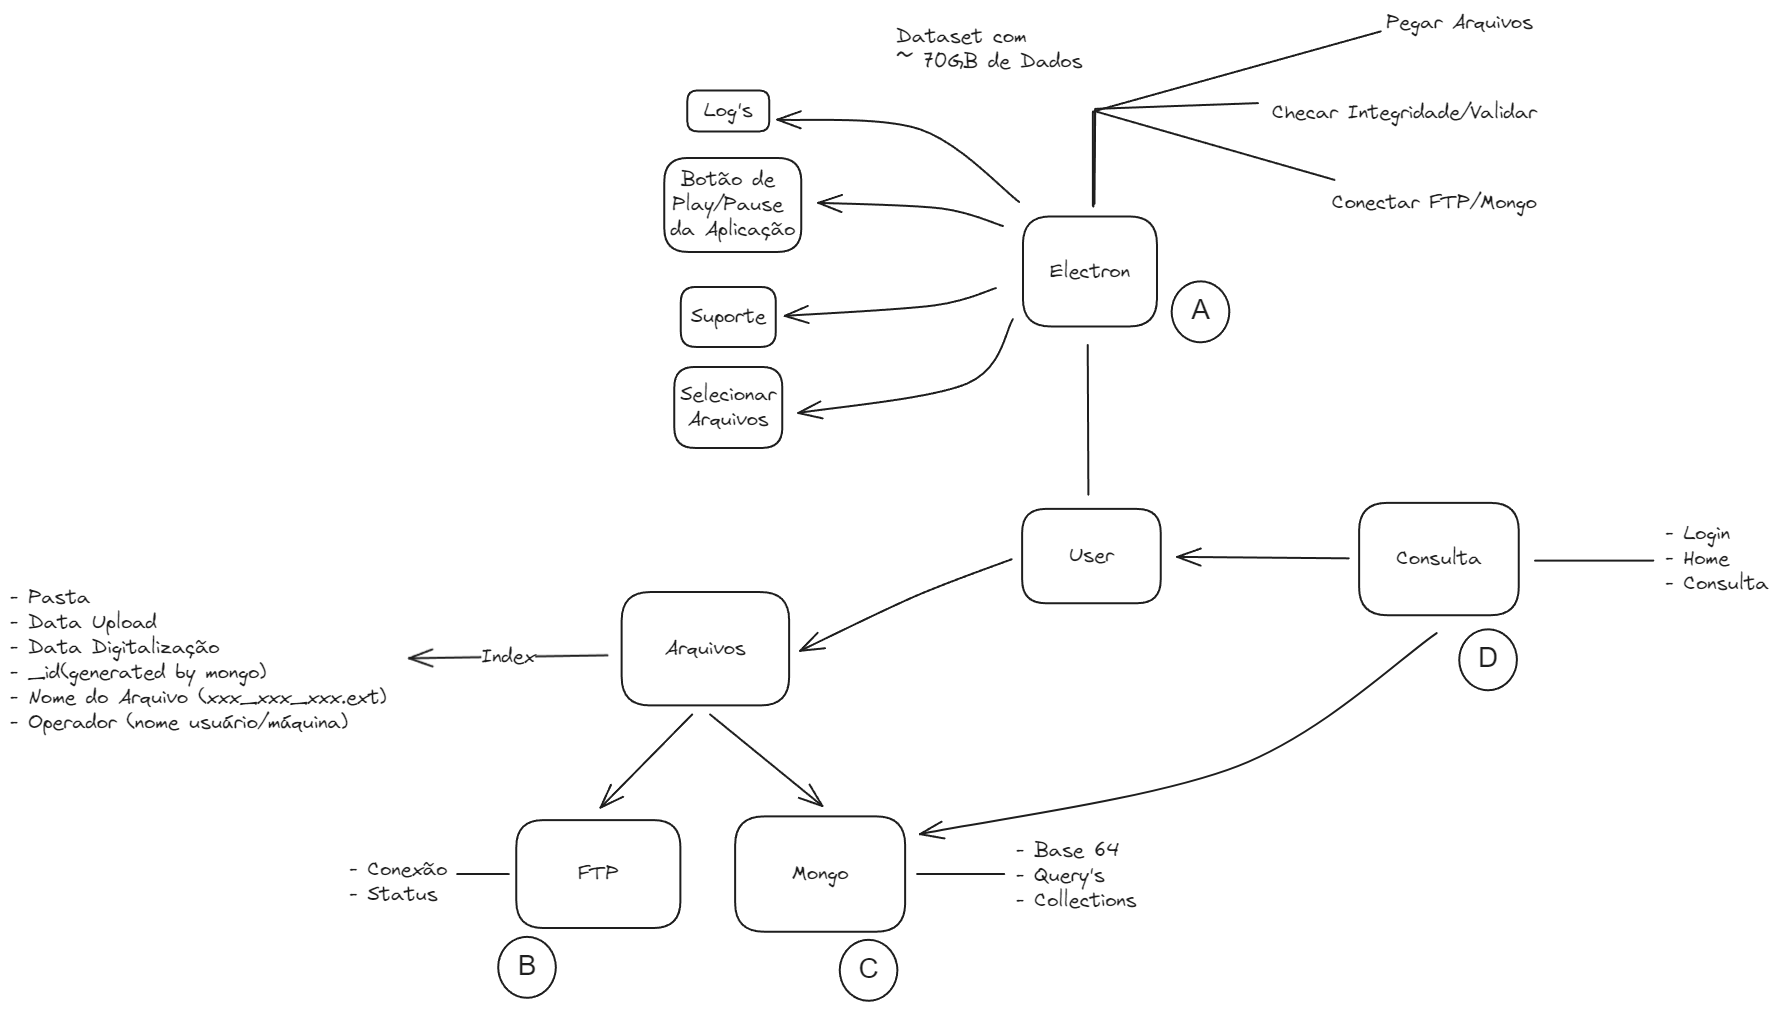 Dataset com
~ 70GB de Dados
Pegar Arquivos
Checar Integridade/Validar
Conectar FTP/Mongo
Log's
Botão de
Play/Pause
da Aplicação
Suporte
Selecionar
Arquivos
Electron
A
User
Consulta
- Login
- Home
- Consulta
D
Arquivos
Index
- Pasta
- Data Upload
- Data Digitalização
- _id(generated by mongo)
- Nome do Arquivo (xxx_xxx_xxx.ext)
- Operador (nome usuário/máquina)
FTP
- Conexão
- Status
B
Mongo
- Base 64
- Query's
- Collections
C